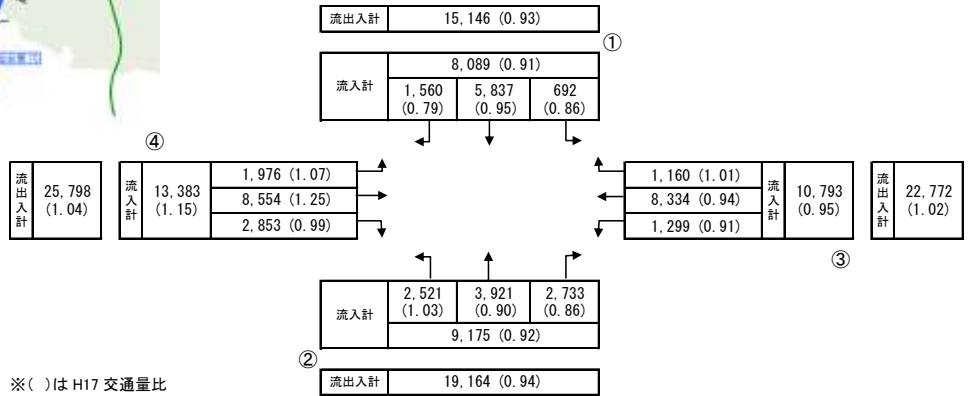 流出入計 15,146 (0.93)
①
流入計 8,089 (0.91)
1,560 5,837 692
(0.79) (0.95) (0.86)
④
流出入計 25,798 (1.04)
流入計 13,383 (1.15)
1,976 (1.07)
8,554 (1.25)
2,853 (0.99)
1,160 (1.01)
8,334 (0.94)
1,299 (0.91)
流入計 10,793 (0.95)
流出入計 22,772 (1.02)
③
流入計
2,521 3,921 2,733
(1.03) (0.90) (0.86)
9,175 (0.92)
②
流出入計 19,164 (0.94)
※( )は H17 交通量比